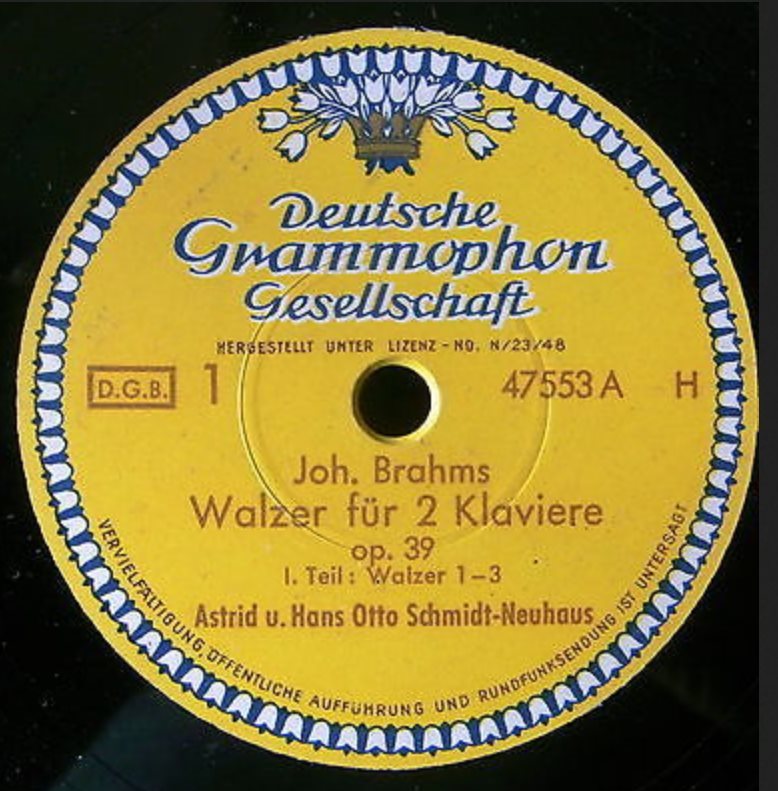 Deutsche
Grammophon
Gesellschaft
HERGESTELLT UNTER LIZENZ-NO. N/23/48
D.G.B. 1 47553 A H
Joh. Brahms
Walzer für 2 Klaviere
op. 39
I. Teil: Walzer 1–3
Astrid u. Hans Otto Schmidt-Neuhaus
VERVIELFÄLTIGUNG, ÖFFENTLICHE AUFFÜHRUNG UND RUNDFUNKSENDUNG IST UNTERSAGT